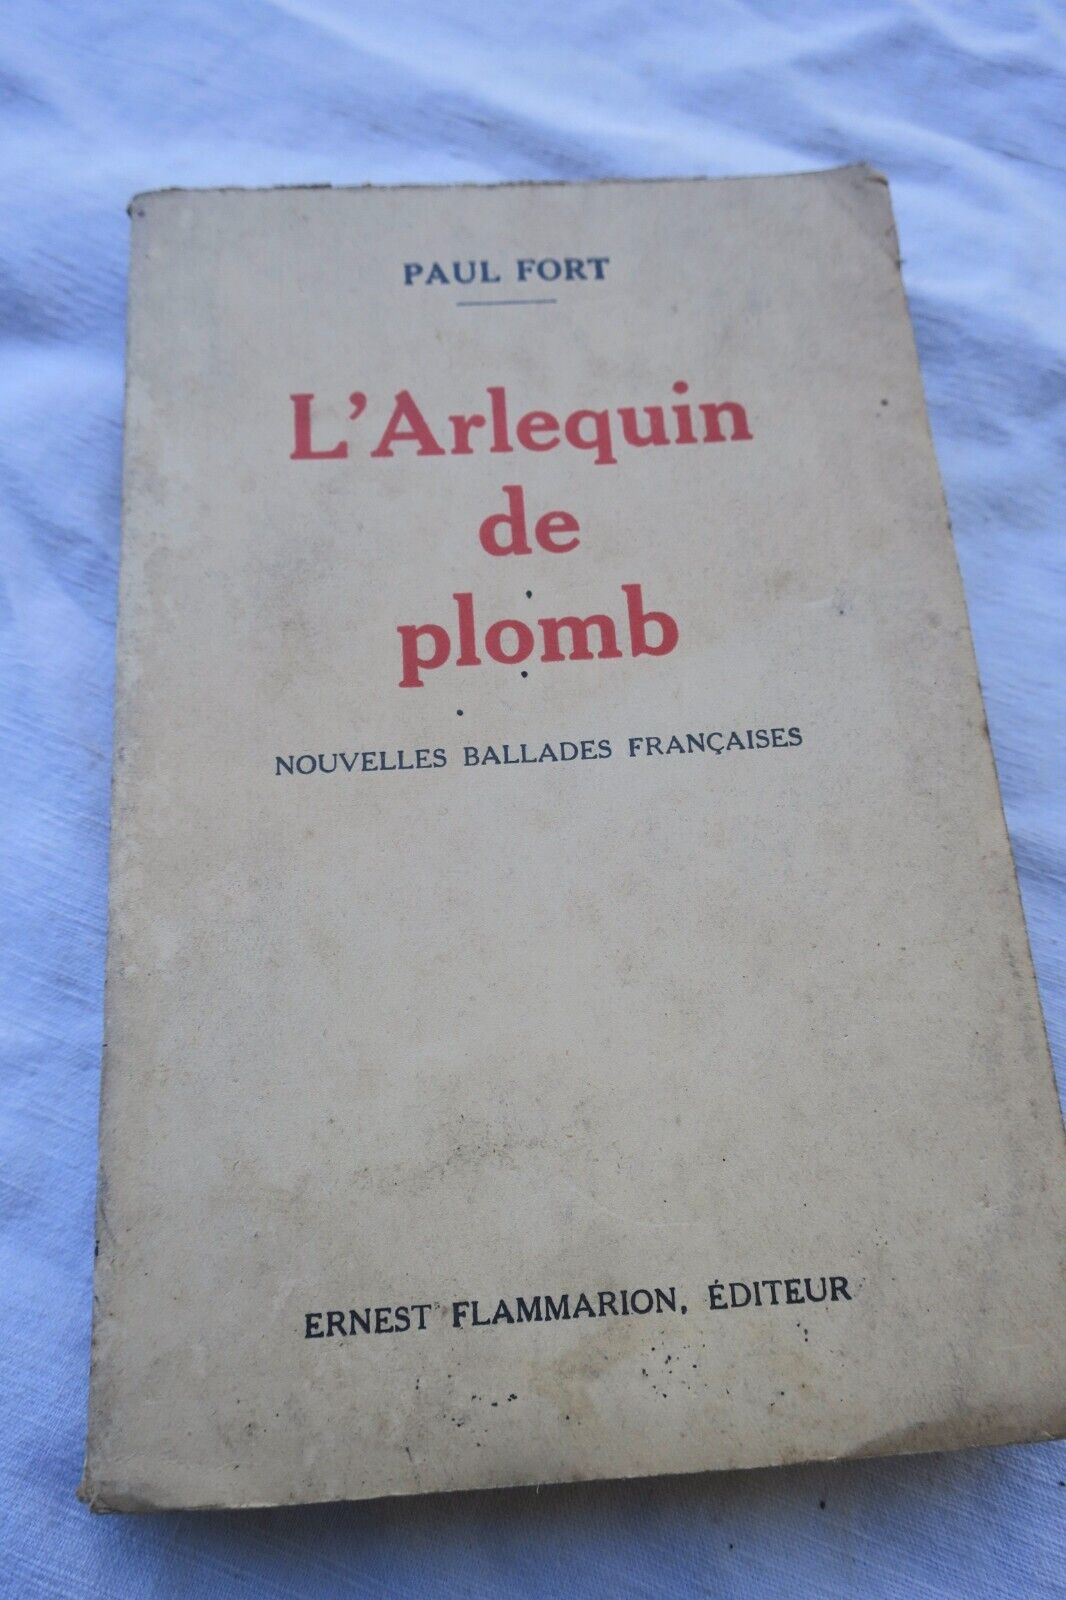 PAUL FORT
L'Arlequin
de
plomb
NOUVELLES BALLADES FRANÇAISES
ERNEST FLAMMARION, ÉDITEUR